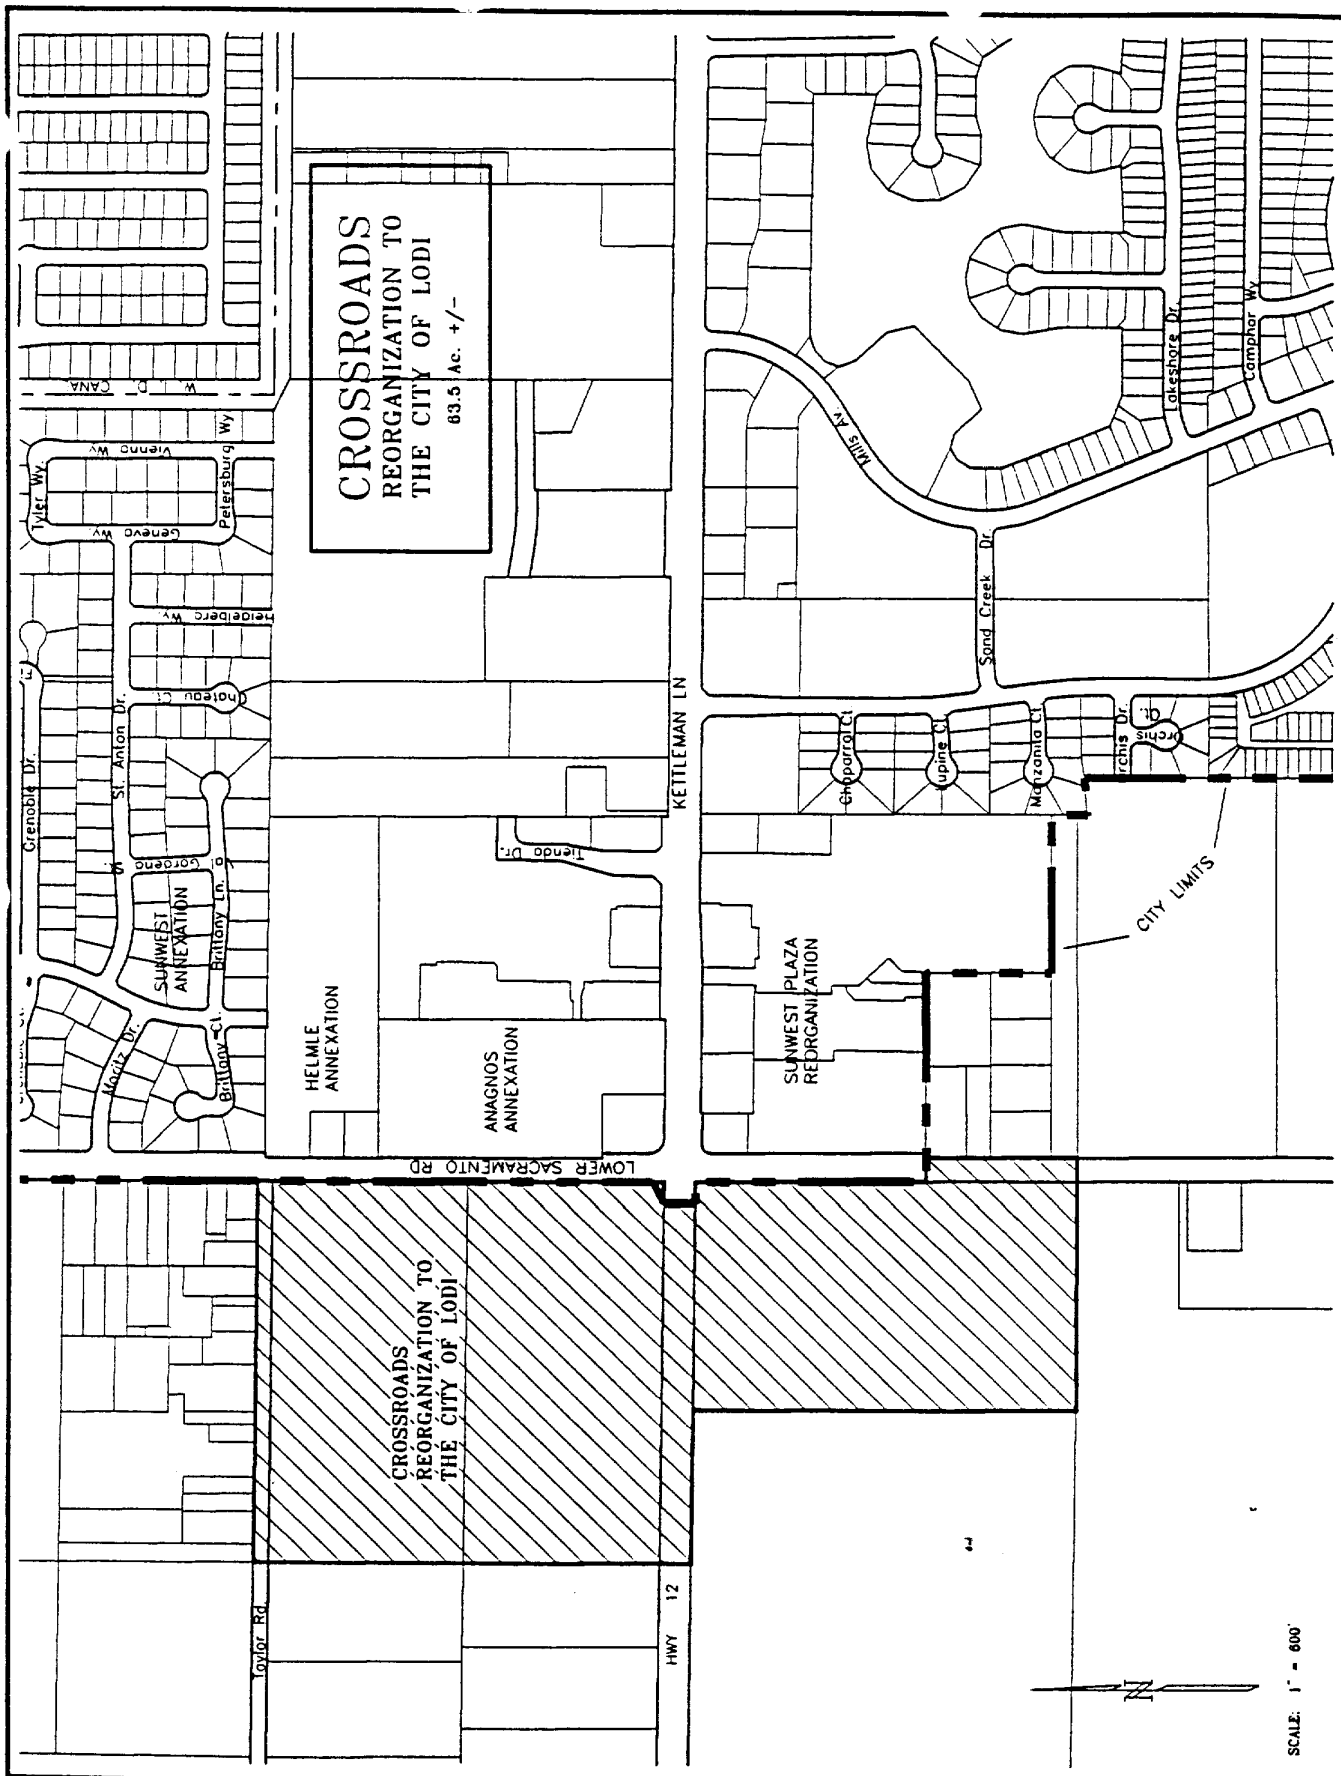 CROSSROADS
REORGANIZATION TO
THE CITY OF LODI
63.5 Ac. +/-
W. I. D. CANA
Tyler Wy.
Vienna Wy
Petersburg Wy
Geneva Wy.
Heidelberg Wy.
Chateau Ct.
St. Anton Dr.
Grenoble Dr.
Val Gardena
Brittany Ln.
SUNWEST
ANNEXATION
Moritz Dr.
Brittany Ct.
HELMLE
ANNEXATION
ANAGNOS
ANNEXATION
Tienda Dr.
KETTLEMAN LN
LOWER SACRAMENTO RD
SUNWEST PLAZA
REORGANIZATION
Mills Av.
Lakeshore Dr.
Camphor Wy
Sand Creek Dr.
Chaparral Ct
Lupine Ct
Manzanita Ct
Orchis Dr.
Orchis Ct.
CITY LIMITS
CROSSROADS
REORGANIZATION TO
THE CITY OF LODI
Taylor Rd.
HWY 12
N
SCALE: 1" = 600'